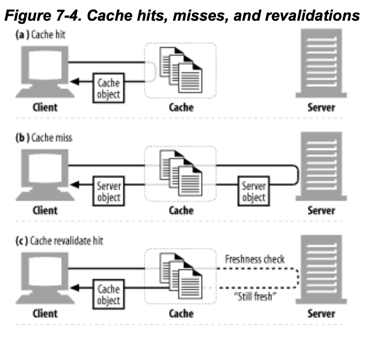 Figure 7-4. Cache hits, misses, and revalidations
(a) Cache hit
Cache
object
Client
Cache
Server
(b) Cache miss
Server
object
Server
object
Client
Cache
Server
(c) Cache revalidate hit
Freshness check
Cache
object
"Still fresh"
Client
Cache
Server